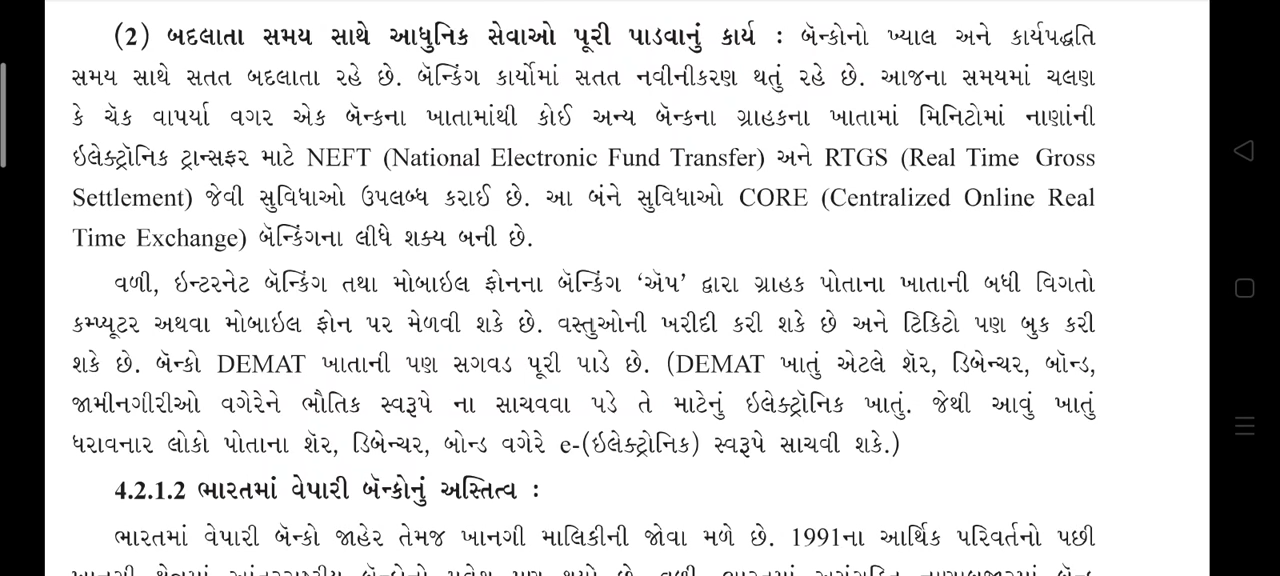 (2) બદલાતા સમય સાથે આધુનિક સેવાઓ પૂરી પાડવાનું કાર્ય : બૅન્કોનો ખ્યાલ અને કાર્યપદ્ધતિ
સમય સાથે સતત બદલાતા રહે છે. બૅન્કિંગ કાર્યોમાં સતત નવીનીકરણ થતું રહે છે. આજના સમયમાં ચલણ
કે ચૅક વાપર્યા વગર એક બૅન્કના ખાતામાંથી કોઈ અન્ય બૅન્કના ગ્રાહકના ખાતામાં મિનિટોમાં નાણાંની
ઇલેક્ટ્રૉનિક ટ્રાન્સફર માટે NEFT (National Electronic Fund Transfer) અને RTGS (Real Time Gross
Settlement) જેવી સુવિધાઓ ઉપલબ્ધ કરાઈ છે. આ બંને સુવિધાઓ CORE (Centralized Online Real
Time Exchange) બૅન્કિંગના લીધે શક્ય બની છે.
વળી, ઇન્ટરનેટ બૅન્કિંગ તથા મોબાઇલ ફોનના બૅન્કિંગ ‘ઍપ’ દ્વારા ગ્રાહક પોતાના ખાતાની બધી વિગતો
કમ્પ્યૂટર અથવા મોબાઇલ ફોન પર મેળવી શકે છે. વસ્તુઓની ખરીદી કરી શકે છે અને ટિકિટો પણ બુક કરી
શકે છે. બૅન્કો DEMAT ખાતાની પણ સગવડ પૂરી પાડે છે. (DEMAT ખાતું એટલે શૅર, ડિબેન્ચર, બૉન્ડ,
જામીનગીરીઓ વગેરેને ભૌતિક સ્વરૂપે ના સાચવવા પડે તે માટેનું ઇલેક્ટ્રૉનિક ખાતું. જેથી આવું ખાતું
ધરાવનાર લોકો પોતાના શૅર, ડિબેન્ચર, બોન્ડ વગેરે e-(ઇલેક્ટ્રોનિક) સ્વરૂપે સાચવી શકે.)
4.2.1.2 ભારતમાં વેપારી બૅન્કોનું અસ્તિત્વ :
ભારતમાં વેપારી બૅન્કો જાહેર તેમજ ખાનગી માલિકીની જોવા મળે છે. 1991ના આર્થિક પરિવર્તનો પછી